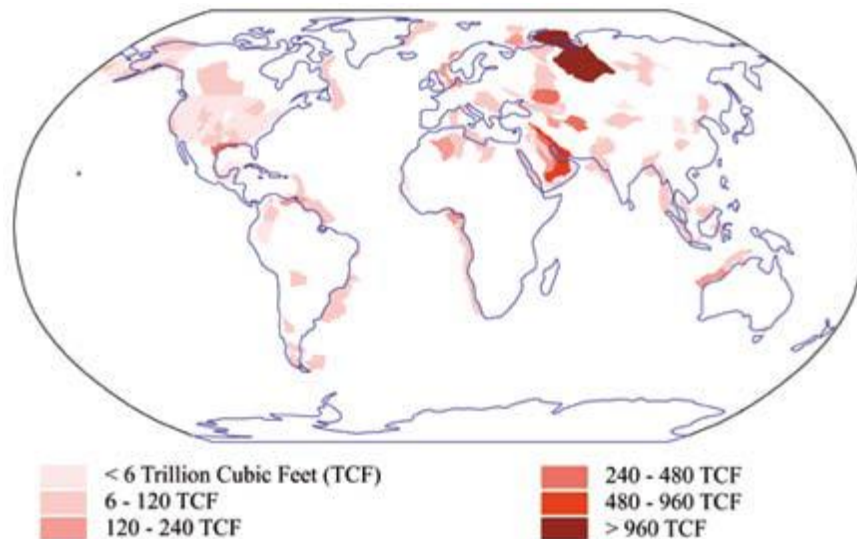 < 6 Trillion Cubic Feet (TCF)
6 - 120 TCF
120 - 240 TCF
240 - 480 TCF
480 - 960 TCF
> 960 TCF